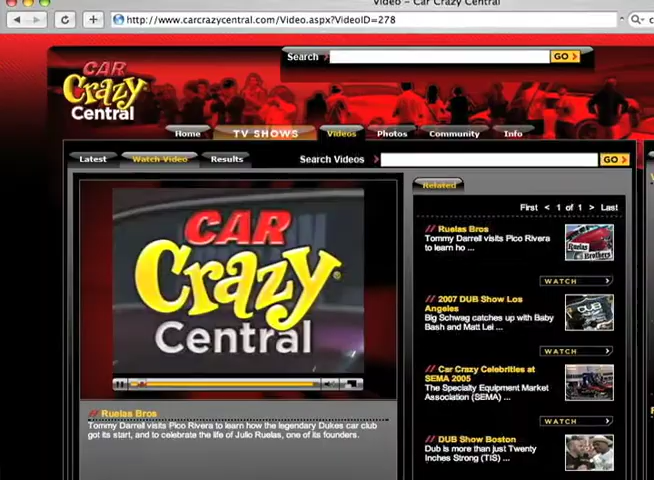 Video – Car Crazy Central
http://www.carcrazycentral.com/Video.aspx?VideoID=278
Search
GO >
CAR
Crazy
Central
Home
TV SHOWS
Videos
Photos
Community
Info
Latest
Watch Video
Results
Search Videos
GO >
Related
First < 1 of 1 > Last
CAR
Crazy
Central
// Ruelas Bros
Tommy Darrell visits Pico Rivera
to learn ho ...
Ruelas
Brothers
WATCH >
// 2007 DUB Show Los
Angeles
Big Schwag catches up with Baby
Bash and Matt Lei ...
DUB
WATCH >
// Car Crazy Celebrities at
SEMA 2005
The Specialty Equipment Market
Association (SEMA) ...
WATCH >
// DUB Show Boston
Dub is more than just Twenty
Inches Strong (TIS) ...
// Ruelas Bros
Tommy Darrell visits Pico Rivera to learn how the legendary Dukes car club
got its start, and to celebrate the life of Julio Ruelas, one of its founders.